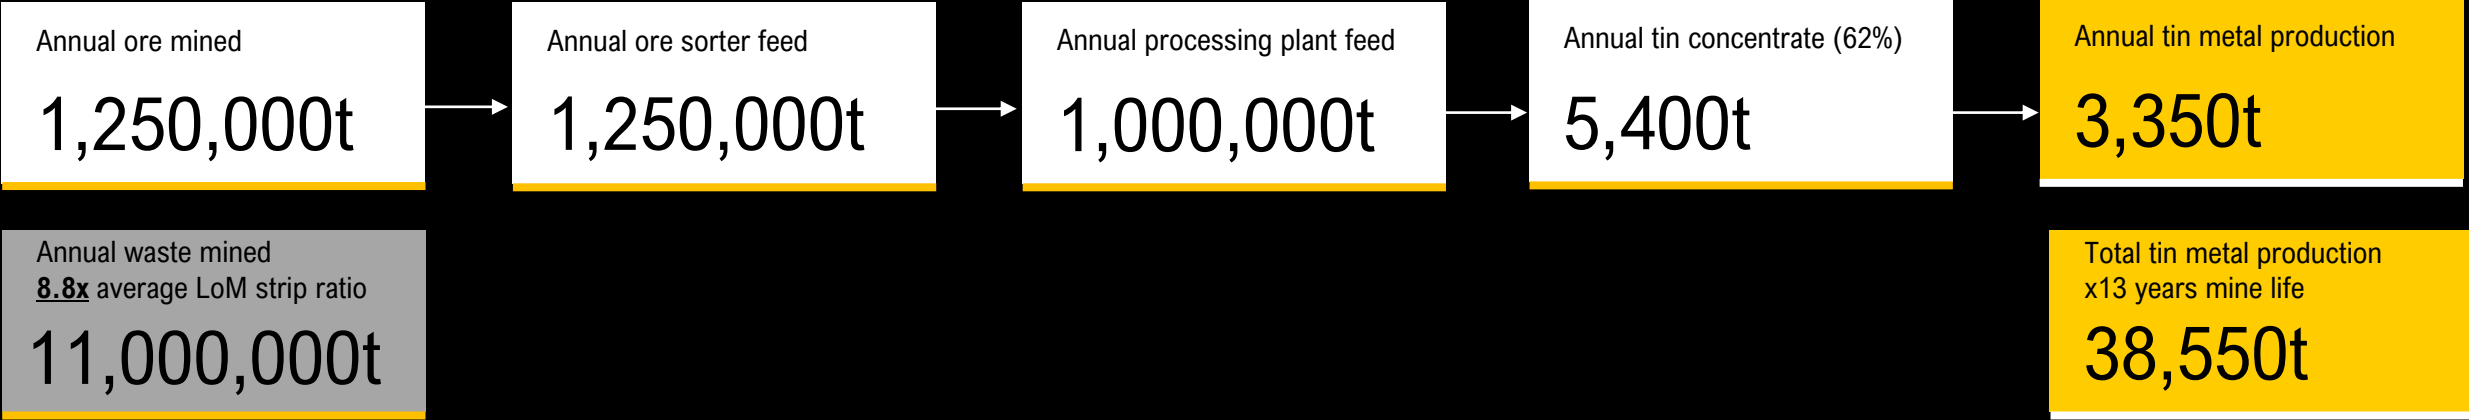 Annual ore mined
1,250,000t
Annual ore sorter feed
1,250,000t
Annual processing plant feed
1,000,000t
Annual tin concentrate (62%)
5,400t
Annual tin metal production
3,350t
Annual waste mined
8.8x average LoM strip ratio
11,000,000t
Total tin metal production
x13 years mine life
38,550t